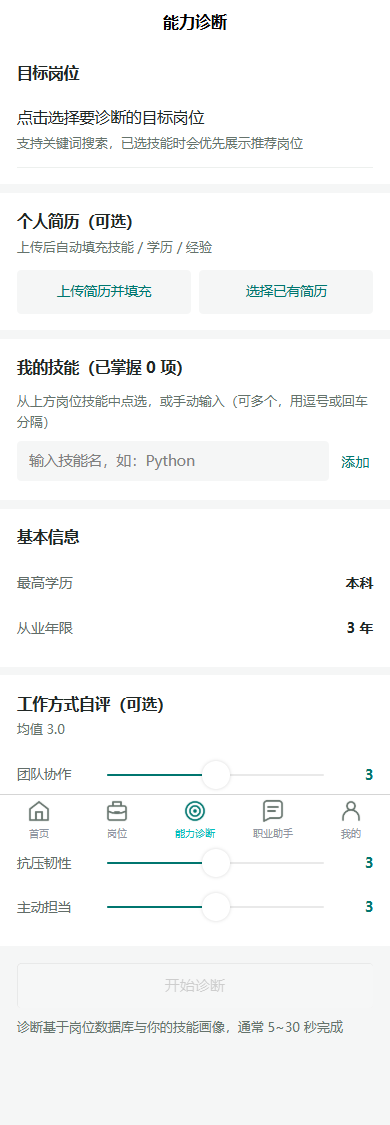 能力诊断
目标岗位
点击选择要诊断的目标岗位
支持关键词搜索，已选技能时会优先展示推荐岗位
个人简历（可选）
上传后自动填充技能 / 学历 / 经验
上传简历并填充
选择已有简历
我的技能（已掌握 0 项）
从上方岗位技能中点选，或手动输入（可多个，用逗号或回车
分隔）
输入技能名，如：Python
添加
基本信息
最高学历
本科
从业年限
3 年
工作方式自评（可选）
均值 3.0
团队协作
3
首页
岗位
能力诊断
职业助手
我的
抗压韧性
3
主动担当
3
开始诊断
诊断基于岗位数据库与你的技能画像，通常 5~30 秒完成